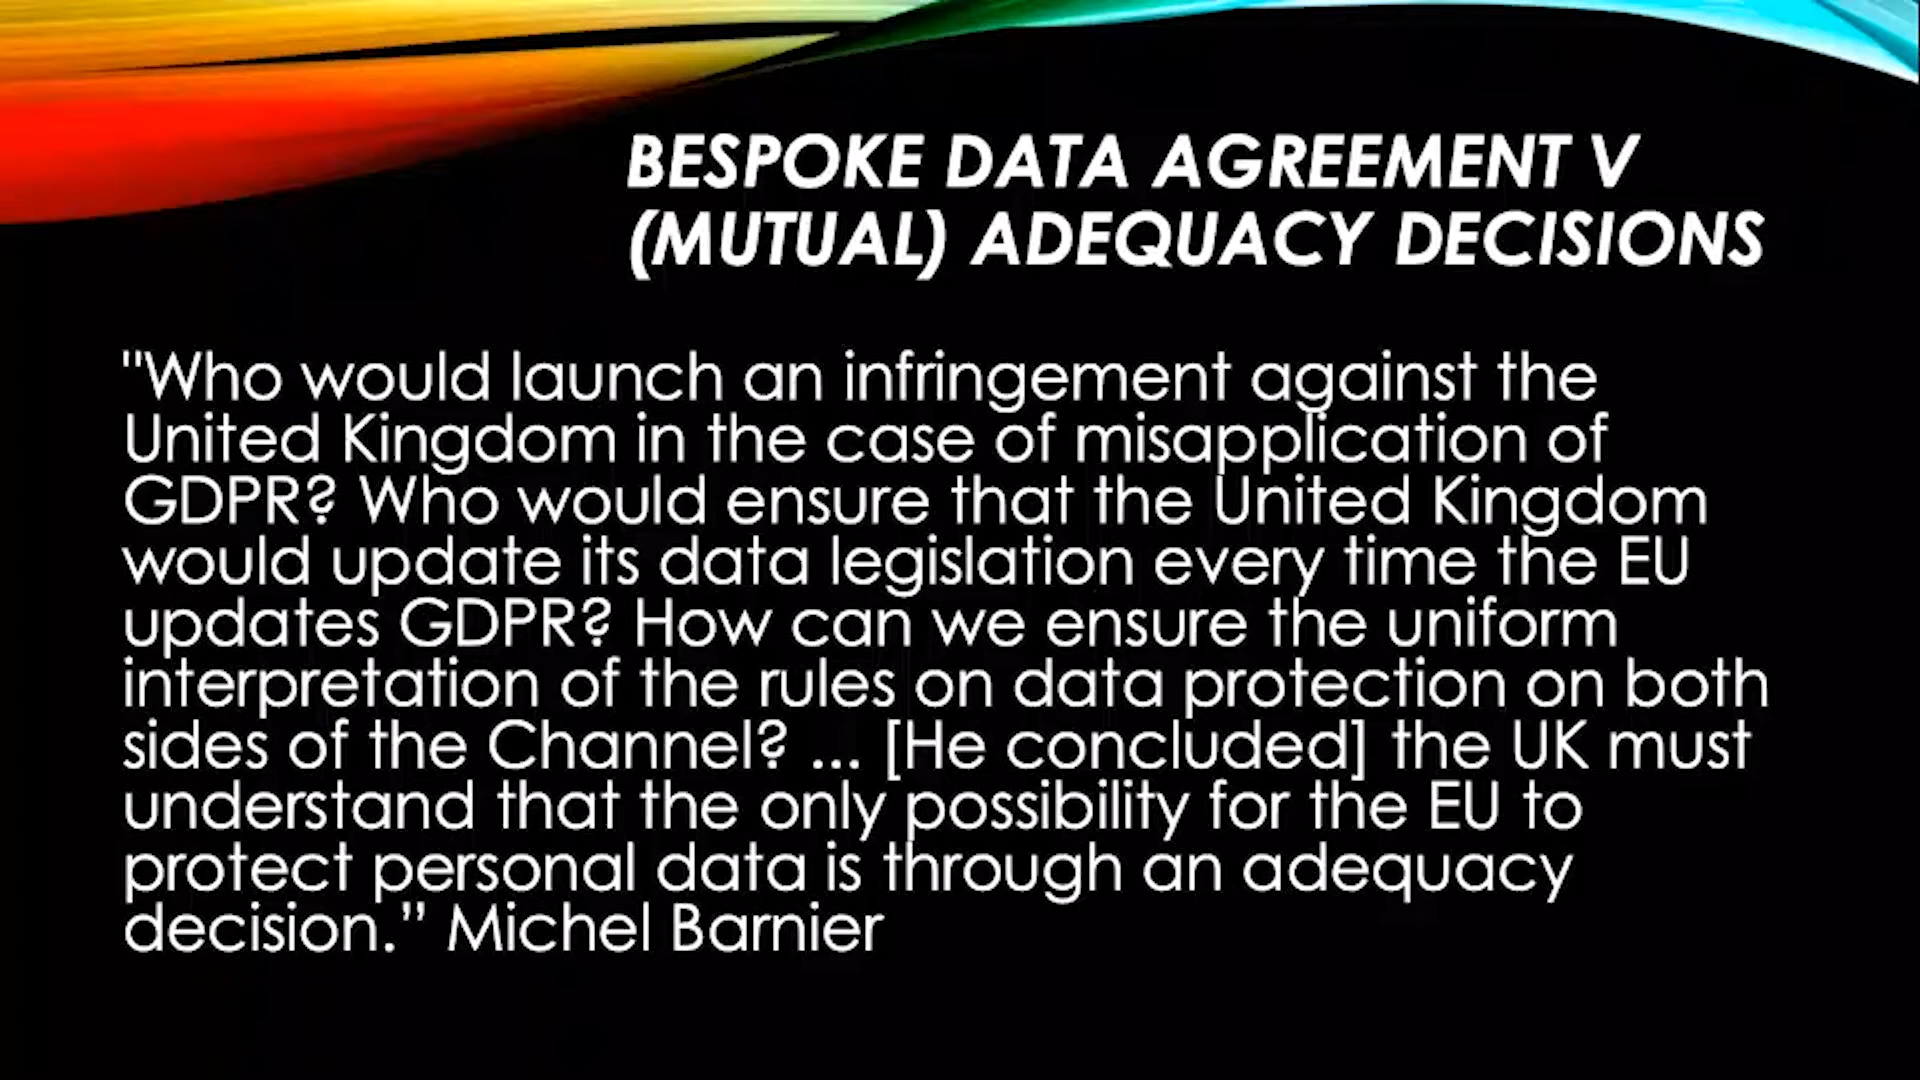 BESPOKE DATA AGREEMENT V
(MUTUAL) ADEQUACY DECISIONS
"Who would launch an infringement against the
United Kingdom in the case of misapplication of
GDPR? Who would ensure that the United Kingdom
would update its data legislation every time the EU
updates GDPR? How can we ensure the uniform
interpretation of the rules on data protection on both
sides of the Channel? ... [He concluded] the UK must
understand that the only possibility for the EU to
protect personal data is through an adequacy
decision.” Michel Barnier